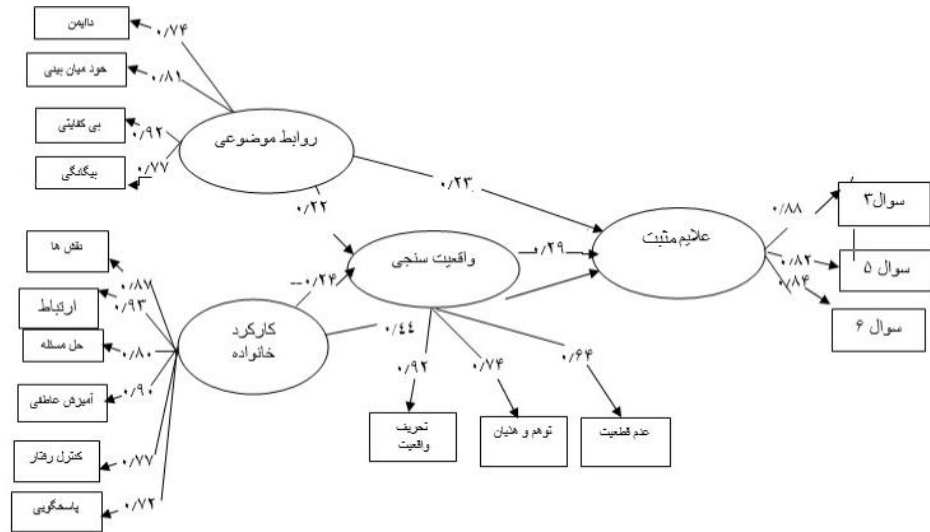 ناایمن
۰/۷۴
خود میان بینی
۰/۸۱
بی کفایتی
۰/۹۲
بیگانگی
۰/۷۷
روابط موضوعی
۰/۲۳
۰/۲۲
واقعیت سنجی
۰/۲۹
علایم مثبت
۰/۸۸
سوال۳
۰/۸۲
سوال ۵
۰/۸۴
سوال ۶
نقش ها
۰/۸۷
ارتباط
۰/۹۳
حل مسئله
۰/۸۰
آمیزش عاطفی
۰/۹۰
کنترل رفتار
۰/۷۷
پاسخگویی
۰/۷۲
کارکرد
خانواده
--۰/۲۴
۰/۴۴
۰/۹۲
۰/۷۴
۰/۶۴
تحریف
واقعیت
توهم و هذیان
عدم قطعیت